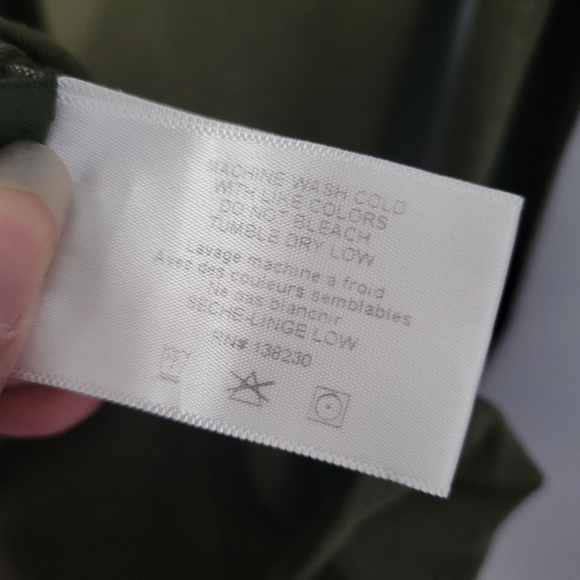 MACHINE WASH COLD
WITH LIKE COLORS
DO NOT BLEACH
TUMBLE DRY LOW
Lavage machine a froid
Avec des couleurs semblables
Ne pas blanchir
SECHE-LINGE LOW
RN# 138230